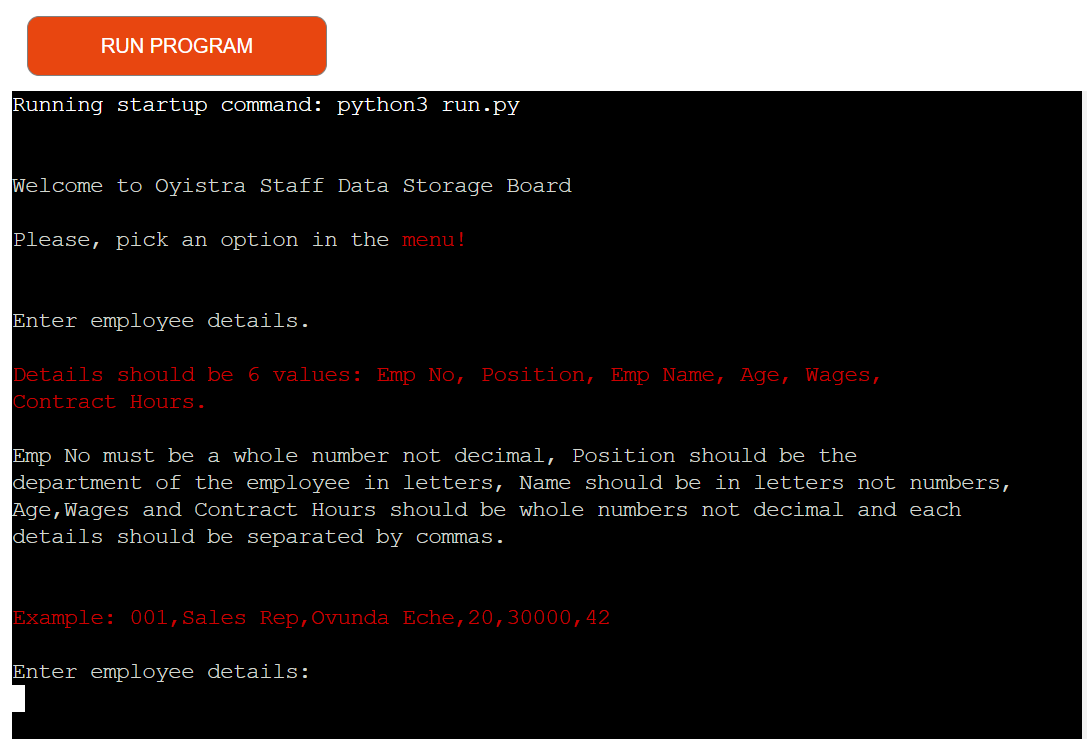 RUN PROGRAM
Running startup command: python3 run.py
Welcome to Oyistra Staff Data Storage Board
Please, pick an option in the menu!
Enter employee details.
Details should be 6 values: Emp No, Position, Emp Name, Age, Wages,
Contract Hours.
Emp No must be a whole number not decimal, Position should be the
department of the employee in letters, Name should be in letters not numbers,
Age,Wages and Contract Hours should be whole numbers not decimal and each
details should be separated by commas.
Example: 001,Sales Rep,Ovunda Eche,20,30000,42
Enter employee details: